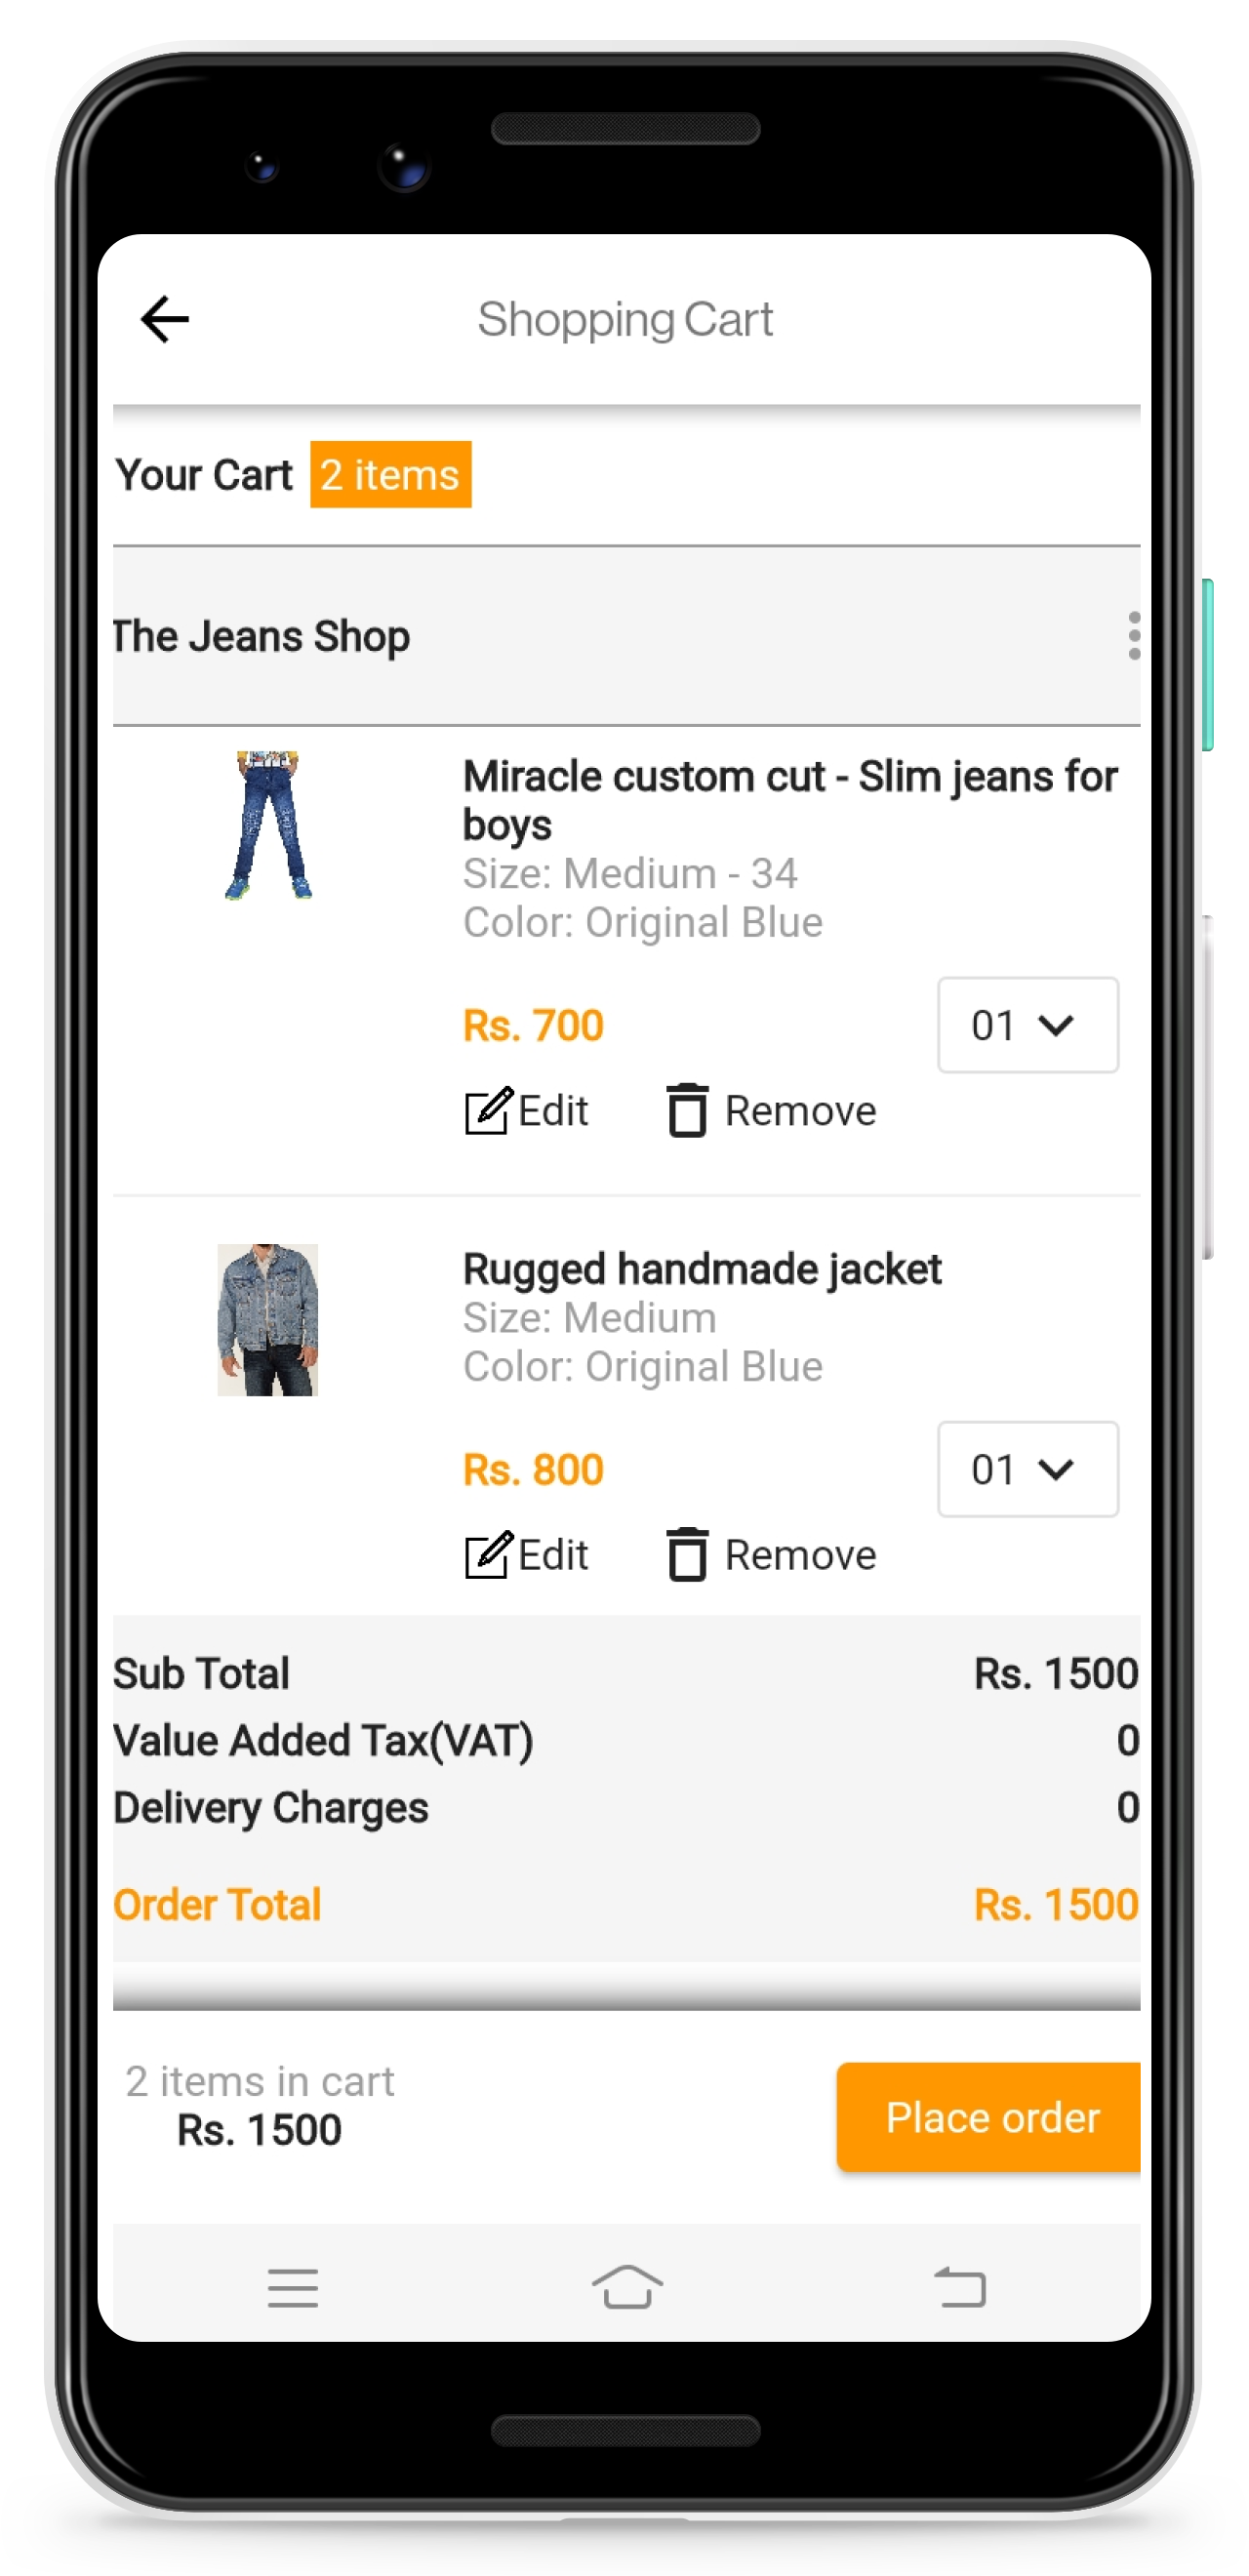 Shopping Cart
Your Cart 2 items
The Jeans Shop
Miracle custom cut - Slim jeans for
boys
Size: Medium - 34
Color: Original Blue
Rs. 700 01
Edit Remove
Rugged handmade jacket
Size: Medium
Color: Original Blue
Rs. 800 01
Edit Remove
Sub Total Rs. 1500
Value Added Tax(VAT) 0
Delivery Charges 0
Order Total Rs. 1500
2 items in cart
Rs. 1500
Place order